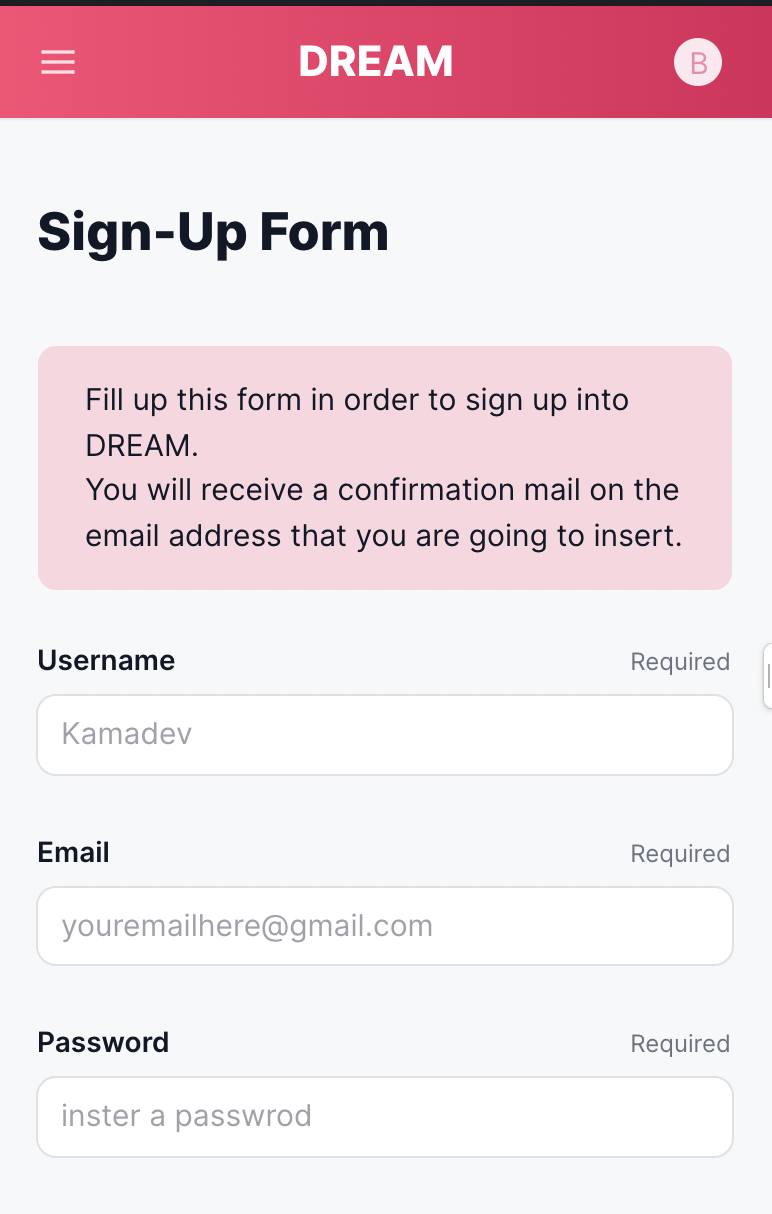 DREAM
B
Sign-Up Form
Fill up this form in order to sign up into
DREAM.
You will receive a confirmation mail on the
email address that you are going to insert.
Username
Required
Kamadev
Email
Required
youremailhere@gmail.com
Password
Required
inster a passwrod